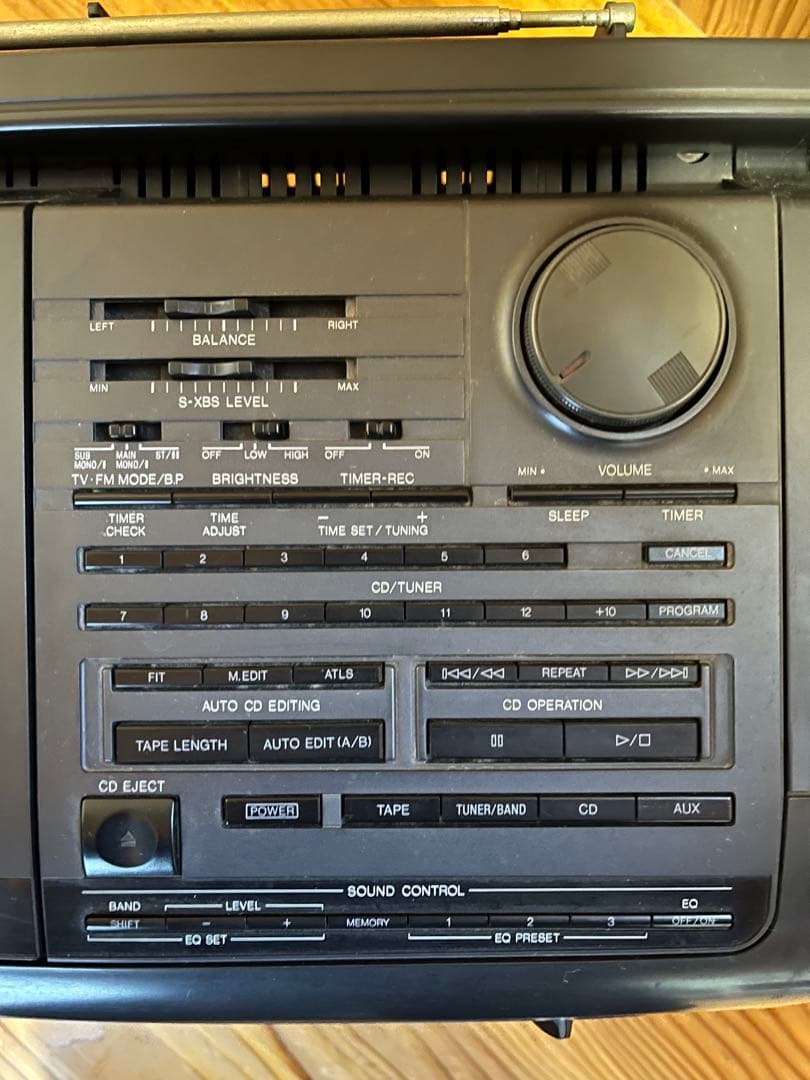 LEFT RIGHT
BALANCE
MIN MAX
S-XBS LEVEL
SUB MONO/Ⅰ MAIN MONO/Ⅱ ST/ⅠⅡ OFF LOW HIGH OFF ON
TV·FM MODE/B.P BRIGHTNESS TIMER-REC
MIN • VOLUME • MAX
TIMER CHECK TIME ADJUST − TIME SET/TUNING + SLEEP TIMER
1 2 3 4 5 6 CANCEL
CD/TUNER
7 8 9 10 11 12 +10 PROGRAM
FIT M.EDIT ATLS REPEAT
AUTO CD EDITING CD OPERATION
TAPE LENGTH AUTO EDIT(A/B)
CD EJECT
POWER TAPE TUNER/BAND CD AUX
SOUND CONTROL
BAND LEVEL EQ
SHIFT − + MEMORY 1 2 3 OFF/ON
EQ SET EQ PRESET